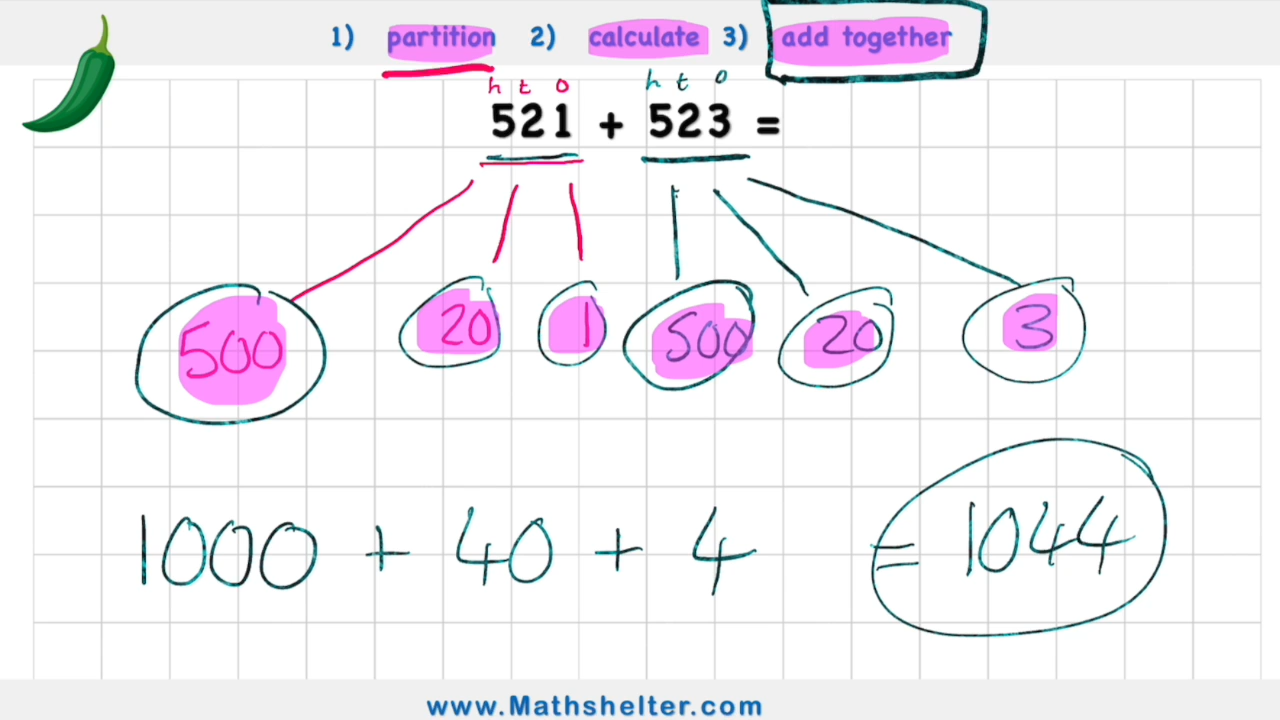 1) partition 2) calculate 3) add together
h t o h t o
521 + 523 =
500 20 1 500 20 3
1000 + 40 + 4 = 1044
www.Mathshelter.com